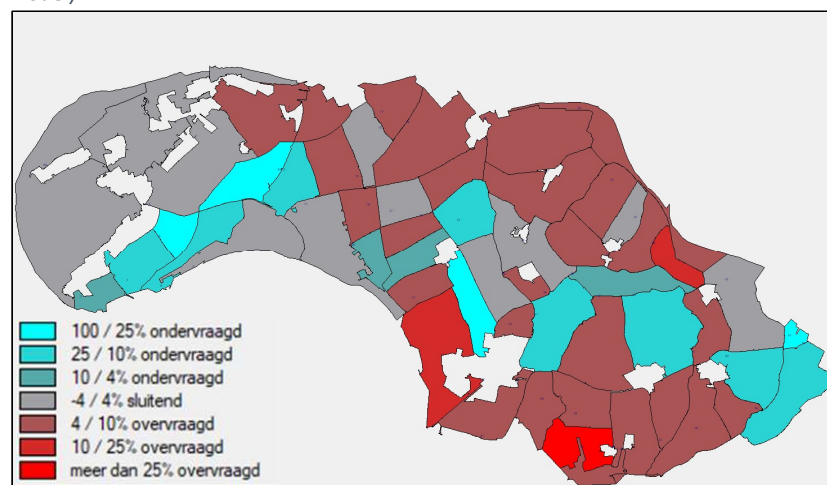 100 / 25% ondervraagd
25 / 10% ondervraagd
10 / 4% ondervraagd
-4 / 4% sluitend
4 / 10% overvraagd
10 / 25% overvraagd
meer dan 25% overvraagd